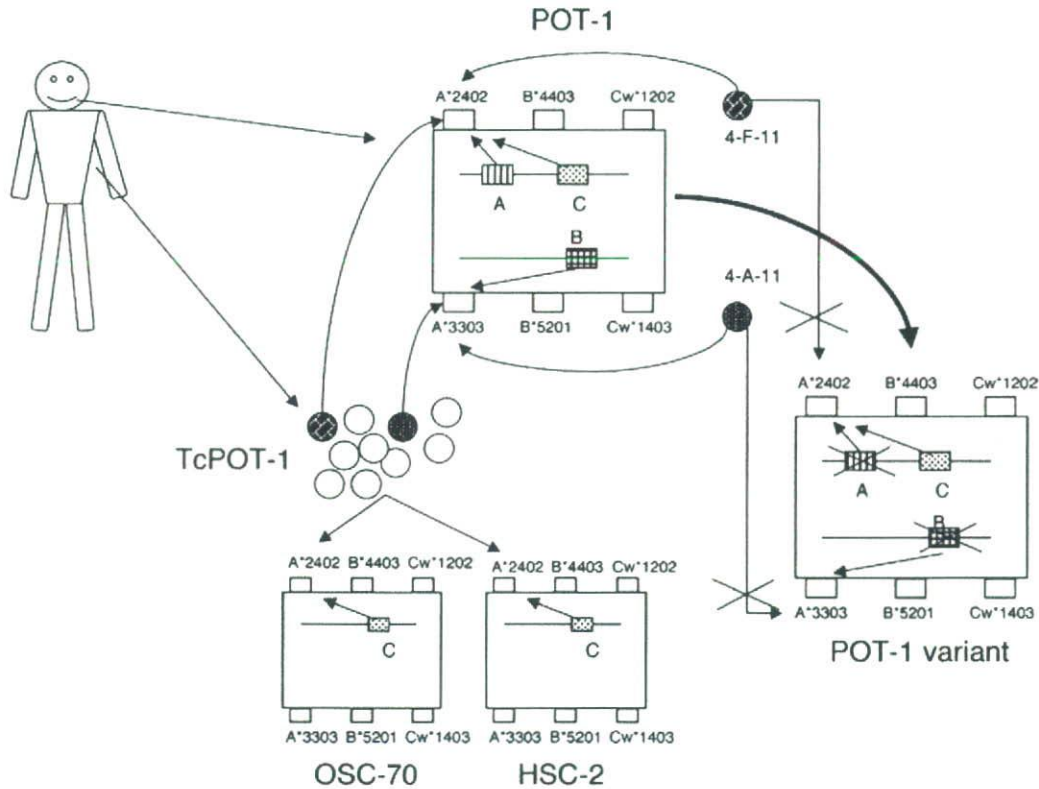 POT-1
A*2402 B*4403 Cw*1202
4-F-11
A C
B
4-A-11
A*3303 B*5201 Cw*1403
TcPOT-1
A*2402 B*4403 Cw*1202
A C
B
A*3303 B*5201 Cw*1403
POT-1 variant
A*2402 B*4403 Cw*1202
C
A*3303 B*5201 Cw*1403
OSC-70
A*2402 B*4403 Cw*1202
C
A*3303 B*5201 Cw*1403
HSC-2